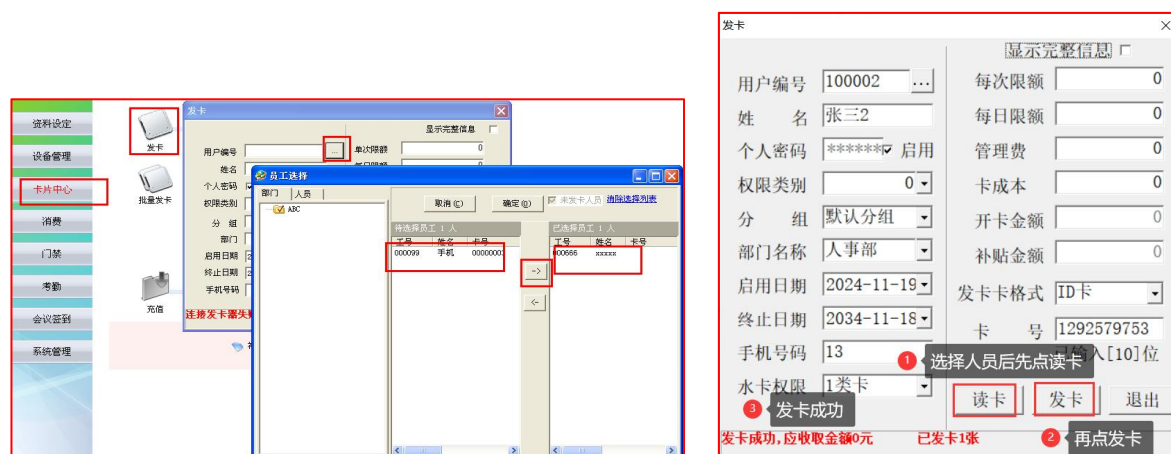 资料设定
设备管理
卡片中心
消费
门禁
考勤
会议签到
系统管理
发卡
批量发卡
充值
发卡
显示完整信息
用户编号 ... 单次限额 0
姓名
个人密码
权限类别
分 组
部门
启用日期 2
终止日期 2
手机号码
员工选择
部门 人员
取消(C) 确定(O) 未发卡人员 消除选择列表
ABC
待选择员工 1 人
工号 姓名 卡号
000099 手机
已选择员工 1 人
工号 姓名 卡号
000666 xxxxx
->
<-
发卡
显示完整信息
用户编号 100002 ... 每次限额 0
姓 名 张三2 每日限额 0
个人密码 ****** 启用 管理费 0
权限类别 0 卡成本 0
分 组 默认分组 开卡金额 0
部门名称 人事部 补贴金额 0
启用日期 2024-11-19 发卡卡格式 ID卡
终止日期 2034-11-18 卡 号 1292579753
手机号码 13 输入[10]位
1 选择人员后先点读卡
水卡权限 1类卡 读卡 发卡 退出
3 发卡成功
发卡成功,应收取金额0元 已发卡1张
2 再点发卡